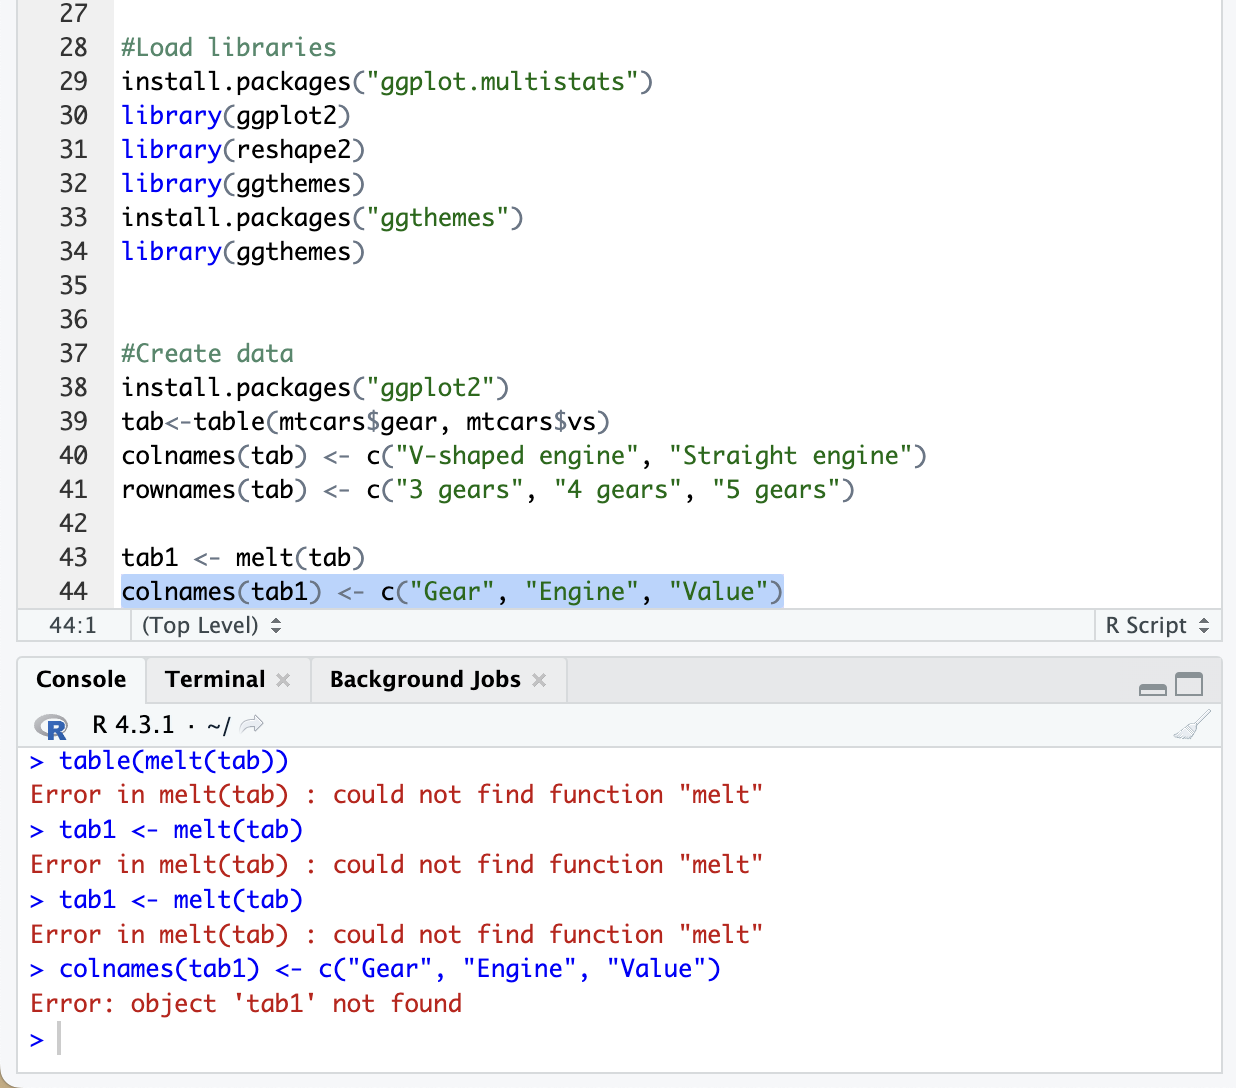 27
28 #Load libraries
29 install.packages("ggplot.multistats")
30 library(ggplot2)
31 library(reshape2)
32 library(ggthemes)
33 install.packages("ggthemes")
34 library(ggthemes)
35
36
37 #Create data
38 install.packages("ggplot2")
39 tab<-table(mtcars$gear, mtcars$vs)
40 colnames(tab) <- c("V-shaped engine", "Straight engine")
41 rownames(tab) <- c("3 gears", "4 gears", "5 gears")
42
43 tab1 <- melt(tab)
44 colnames(tab1) <- c("Gear", "Engine", "Value")
44:1 (Top Level) R Script
Console Terminal Background Jobs
R R 4.3.1 · ~/
> table(melt(tab))
Error in melt(tab) : could not find function "melt"
> tab1 <- melt(tab)
Error in melt(tab) : could not find function "melt"
> tab1 <- melt(tab)
Error in melt(tab) : could not find function "melt"
> colnames(tab1) <- c("Gear", "Engine", "Value")
Error: object 'tab1' not found
>